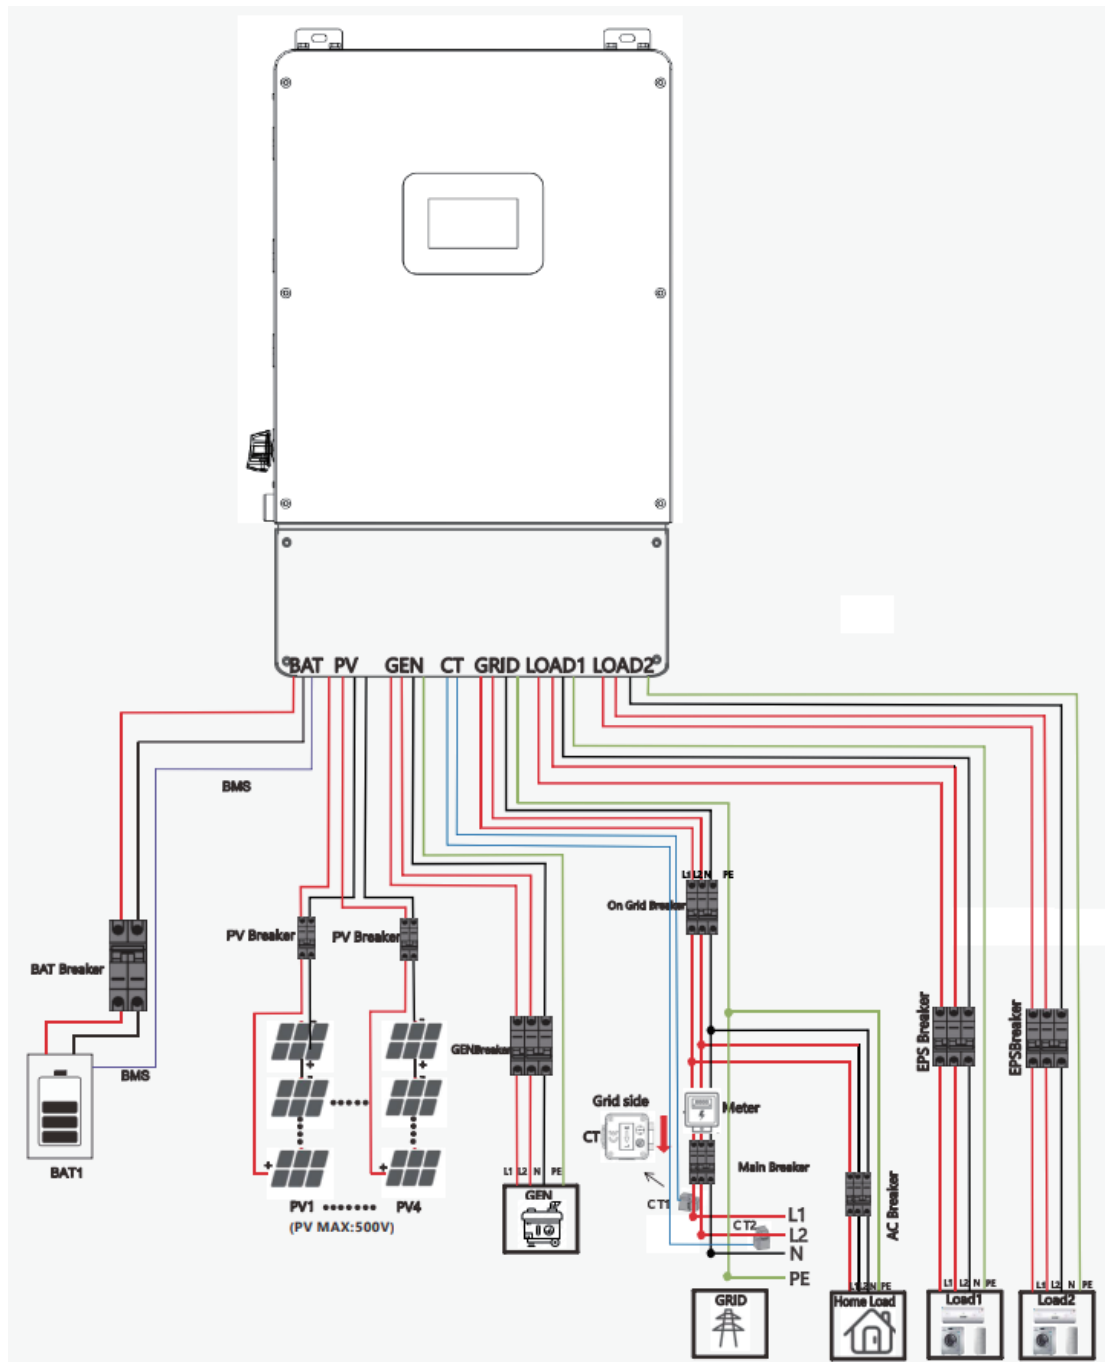 BAT PV GEN CT GRID LOAD1 LOAD2
BMS
L1 L2 N PE
On Grid Breaker
PV Breaker
PV Breaker
BAT Breaker
EPS Breaker
EPSBreaker
GENBreaker
BMS
Grid side
CT
Meter
BAT1
Main Breaker
L1 L2 N PE
GEN
PV1
PV4
(PV MAX:500V)
CT1
CT2
AC Breaker
L1
L2
N
PE
L1 L2 N PE
L1 L2 N PE
L1 L2 N PE
GRID
Home Load
Load1
Load2